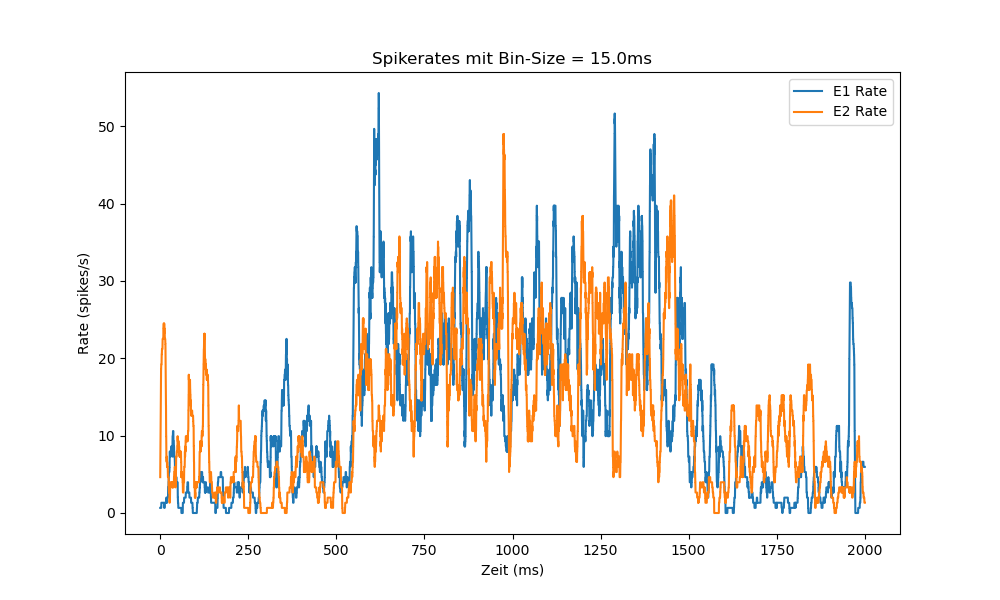 Spikerates mit Bin-Size = 15.0ms
E1 Rate
E2 Rate
Rate (spikes/s)
50
40
30
20
10
0
0 250 500 750 1000 1250 1500 1750 2000
Zeit (ms)